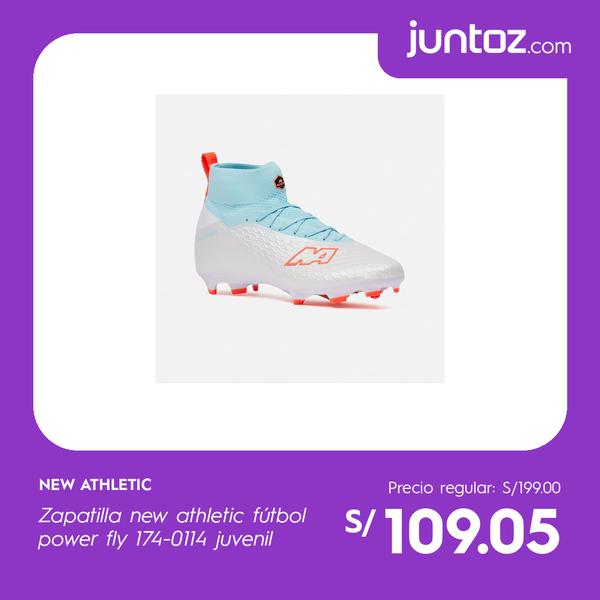 juntoz.com
NA
NEW ATHLETIC
Zapatilla new athletic fútbol
power fly 174-0114 juvenil
Precio regular: S/199.00
S/109.05